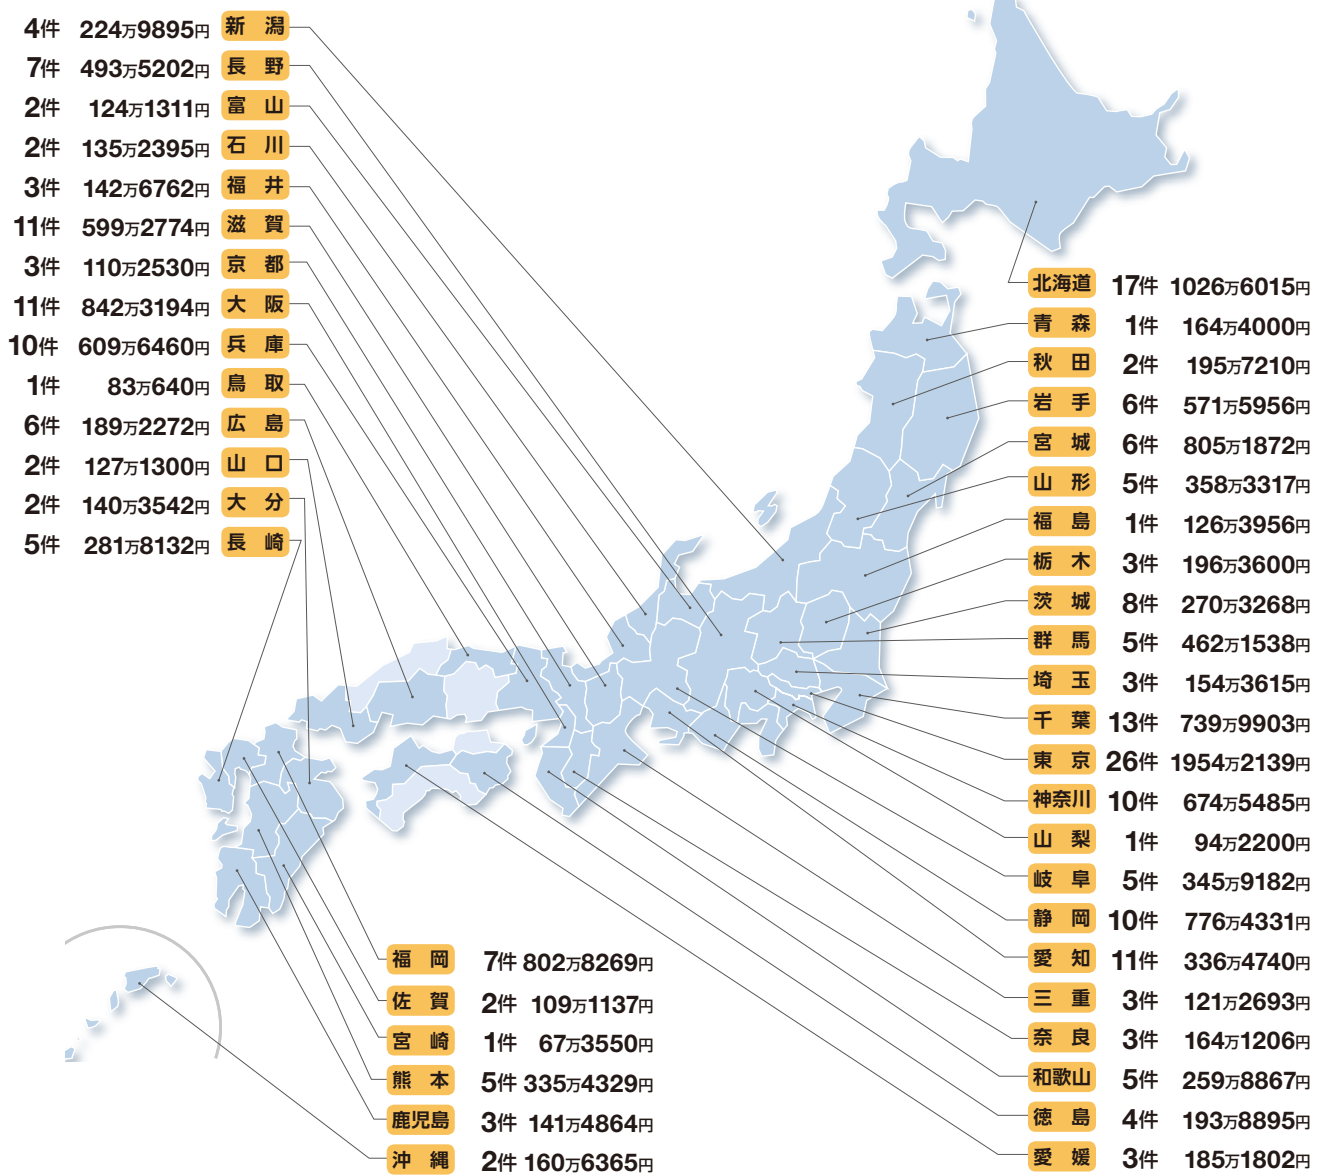 4件 224万9895円 新潟
7件 493万5202円 長野
2件 124万1311円 富山
2件 135万2395円 石川
3件 142万6762円 福井
11件 599万2774円 滋賀
3件 110万2530円 京都
11件 842万3194円 大阪
10件 609万6460円 兵庫
1件 83万640円 鳥取
6件 189万2272円 広島
2件 127万1300円 山口
2件 140万3542円 大分
5件 281万8132円 長崎
北海道 17件 1026万6015円
青森 1件 164万4000円
秋田 2件 195万7210円
岩手 6件 571万5956円
宮城 6件 805万1872円
山形 5件 358万3317円
福島 1件 126万3956円
栃木 3件 196万3600円
茨城 8件 270万3268円
群馬 5件 462万1538円
埼玉 3件 154万3615円
千葉 13件 739万9903円
東京 26件 1954万2139円
神奈川 10件 674万5485円
山梨 1件 94万2200円
岐阜 5件 345万9182円
静岡 10件 776万4331円
愛知 11件 336万4740円
三重 3件 121万2693円
奈良 3件 164万1206円
和歌山 5件 259万8867円
徳島 4件 193万8895円
愛媛 3件 185万1802円
福岡 7件 802万8269円
佐賀 2件 109万1137円
宮崎 1件 67万3550円
熊本 5件 335万4329円
鹿児島 3件 141万4864円
沖縄 2件 160万6365円